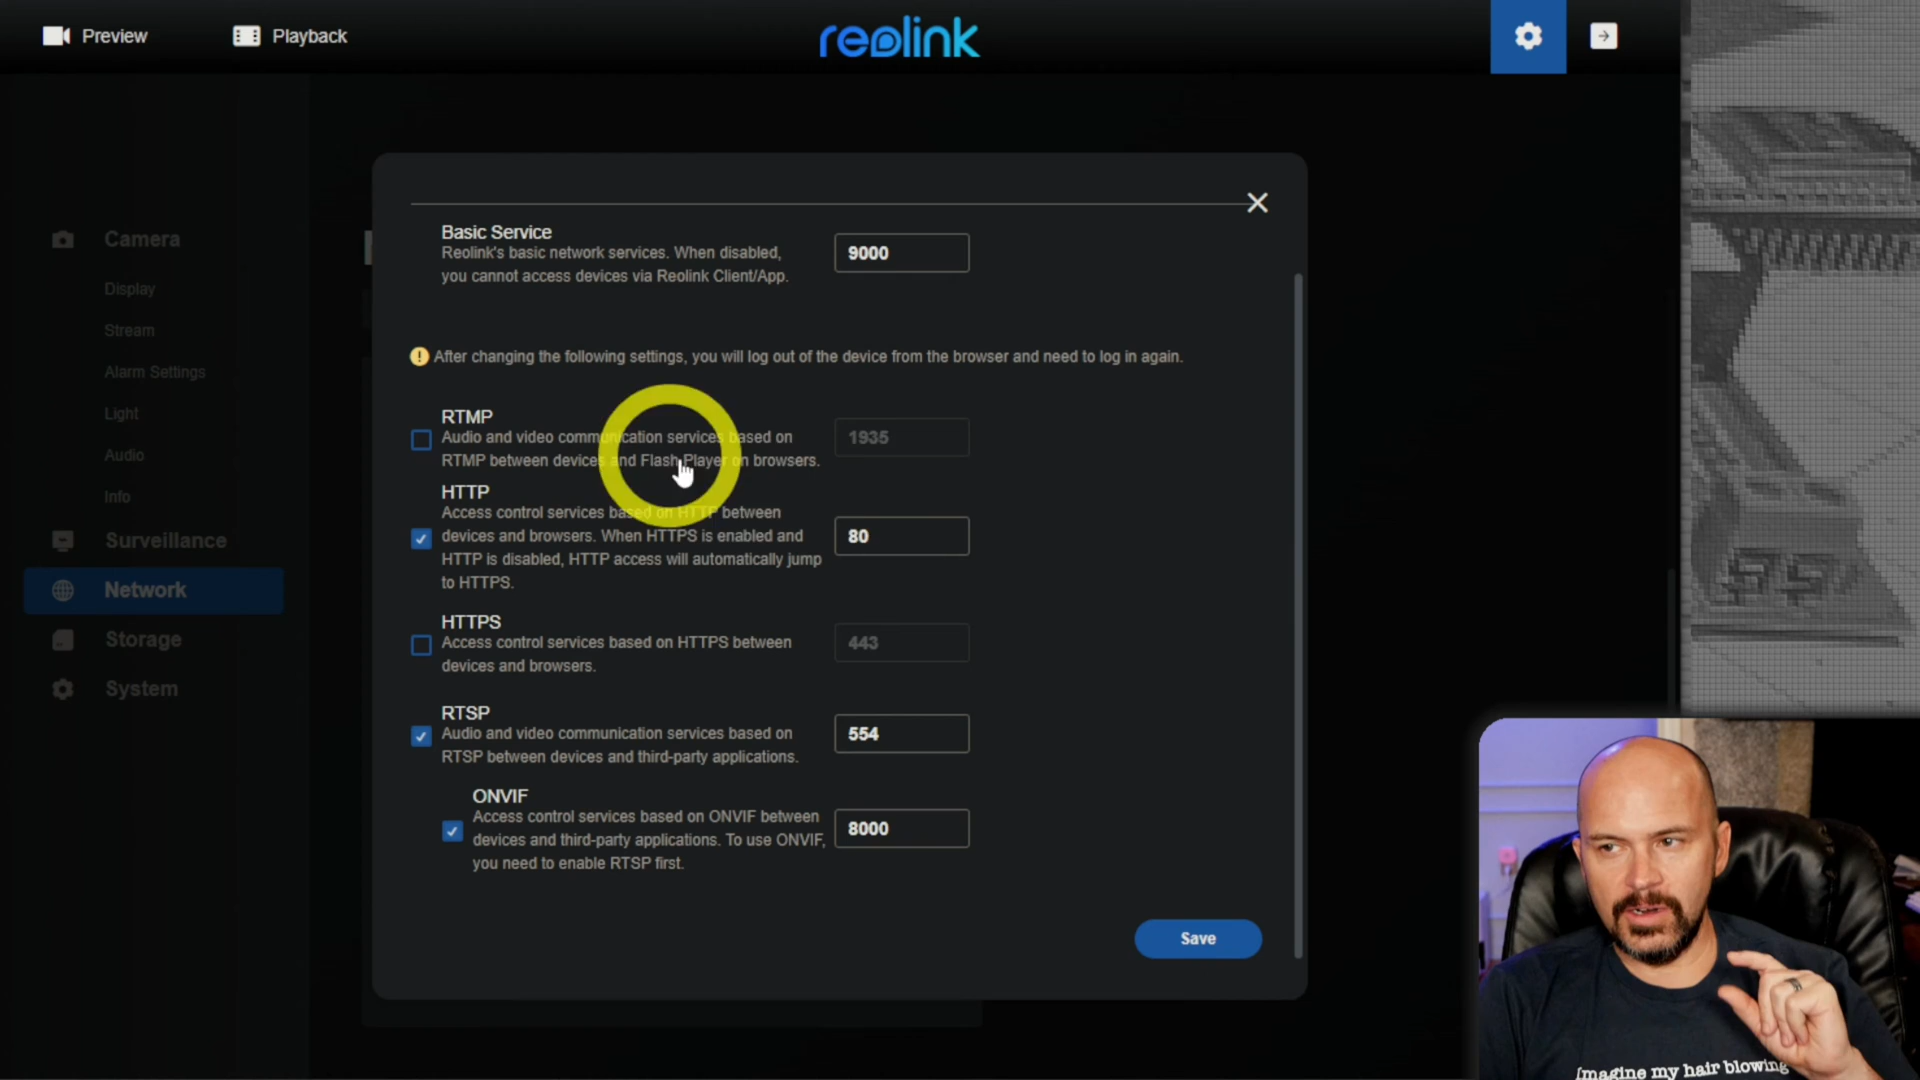 Preview
Playback
reolink
Camera
Display
Stream
Alarm Settings
Light
Audio
Info
Surveillance
Network
Storage
System
Basic Service
Reolink's basic network services. When disabled,
you cannot access devices via Reolink Client/App.
9000
After changing the following settings, you will log out of the device from the browser and need to log in again.
RTMP
Audio and video communication services based on
RTMP between devices and Flash Player on browsers.
1935
HTTP
Access control services based on HTTP between
devices and browsers. When HTTPS is enabled and
HTTP is disabled, HTTP access will automatically jump
to HTTPS.
80
HTTPS
Access control services based on HTTPS between
devices and browsers.
443
RTSP
Audio and video communication services based on
RTSP between devices and third-party applications.
554
ONVIF
Access control services based on ONVIF between
devices and third-party applications. To use ONVIF,
you need to enable RTSP first.
8000
Save
imagine my hair blowing